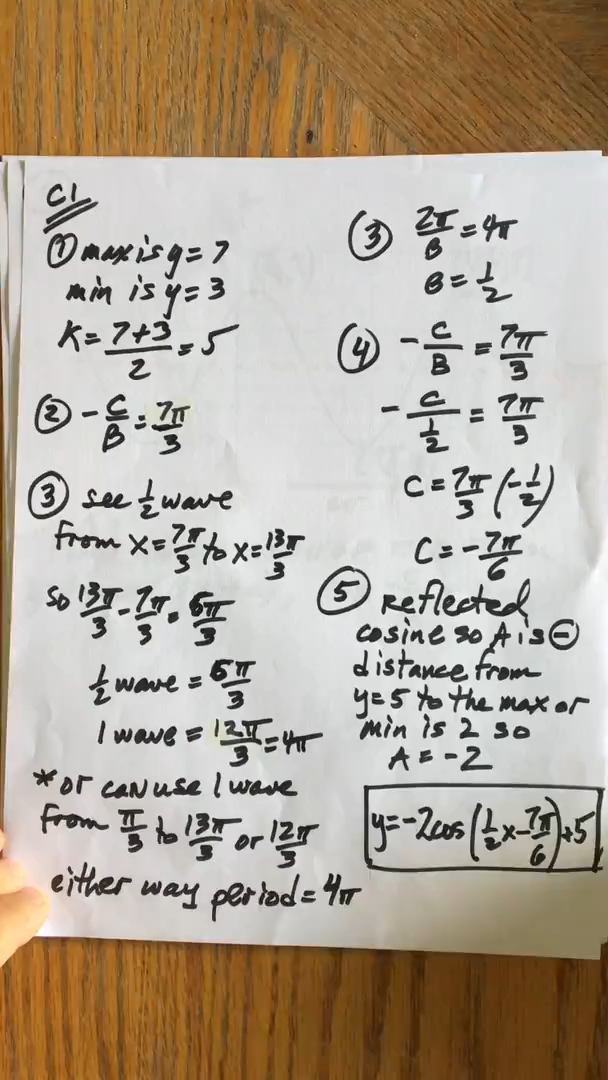 C1
① max is y = 7
min is y = 3
K = 7+3/2 = 5
② -C/B = 7π/3
③ see 1/2 wave
from x = 7π/3 to x = 13π/3
so 13π/3 - 7π/3 = 6π/3
1/2 wave = 6π/3
1 wave = 12π/3 = 4π
* or can use 1 wave
from π/3 to 13π/3 or 12π/3
either way period = 4π
③ 2π/B = 4π
B = 1/2
④ -C/B = 7π/3
-C/(1/2) = 7π/3
C = 7π/3 (-1/2)
C = -7π/6
⑤ Reflected
cosine so A is ⊖
distance from
y=5 to the max or
min is 2 so
A = -2
y = -2cos(1/2 x - 7π/6) + 5